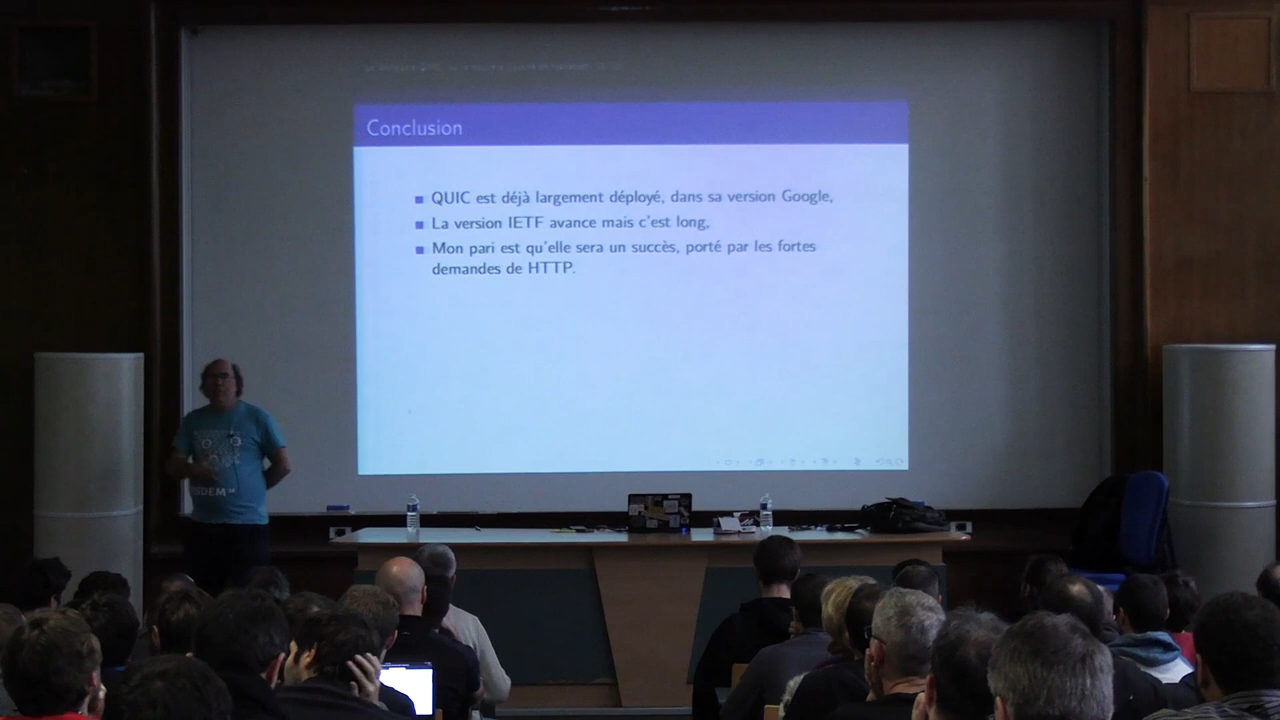 Conclusion
QUIC est déjà largement déployé, dans sa version Google,
La version IETF avance mais c'est long,
Mon pari est qu'elle sera un succès, porté par les fortes
demandes de HTTP.